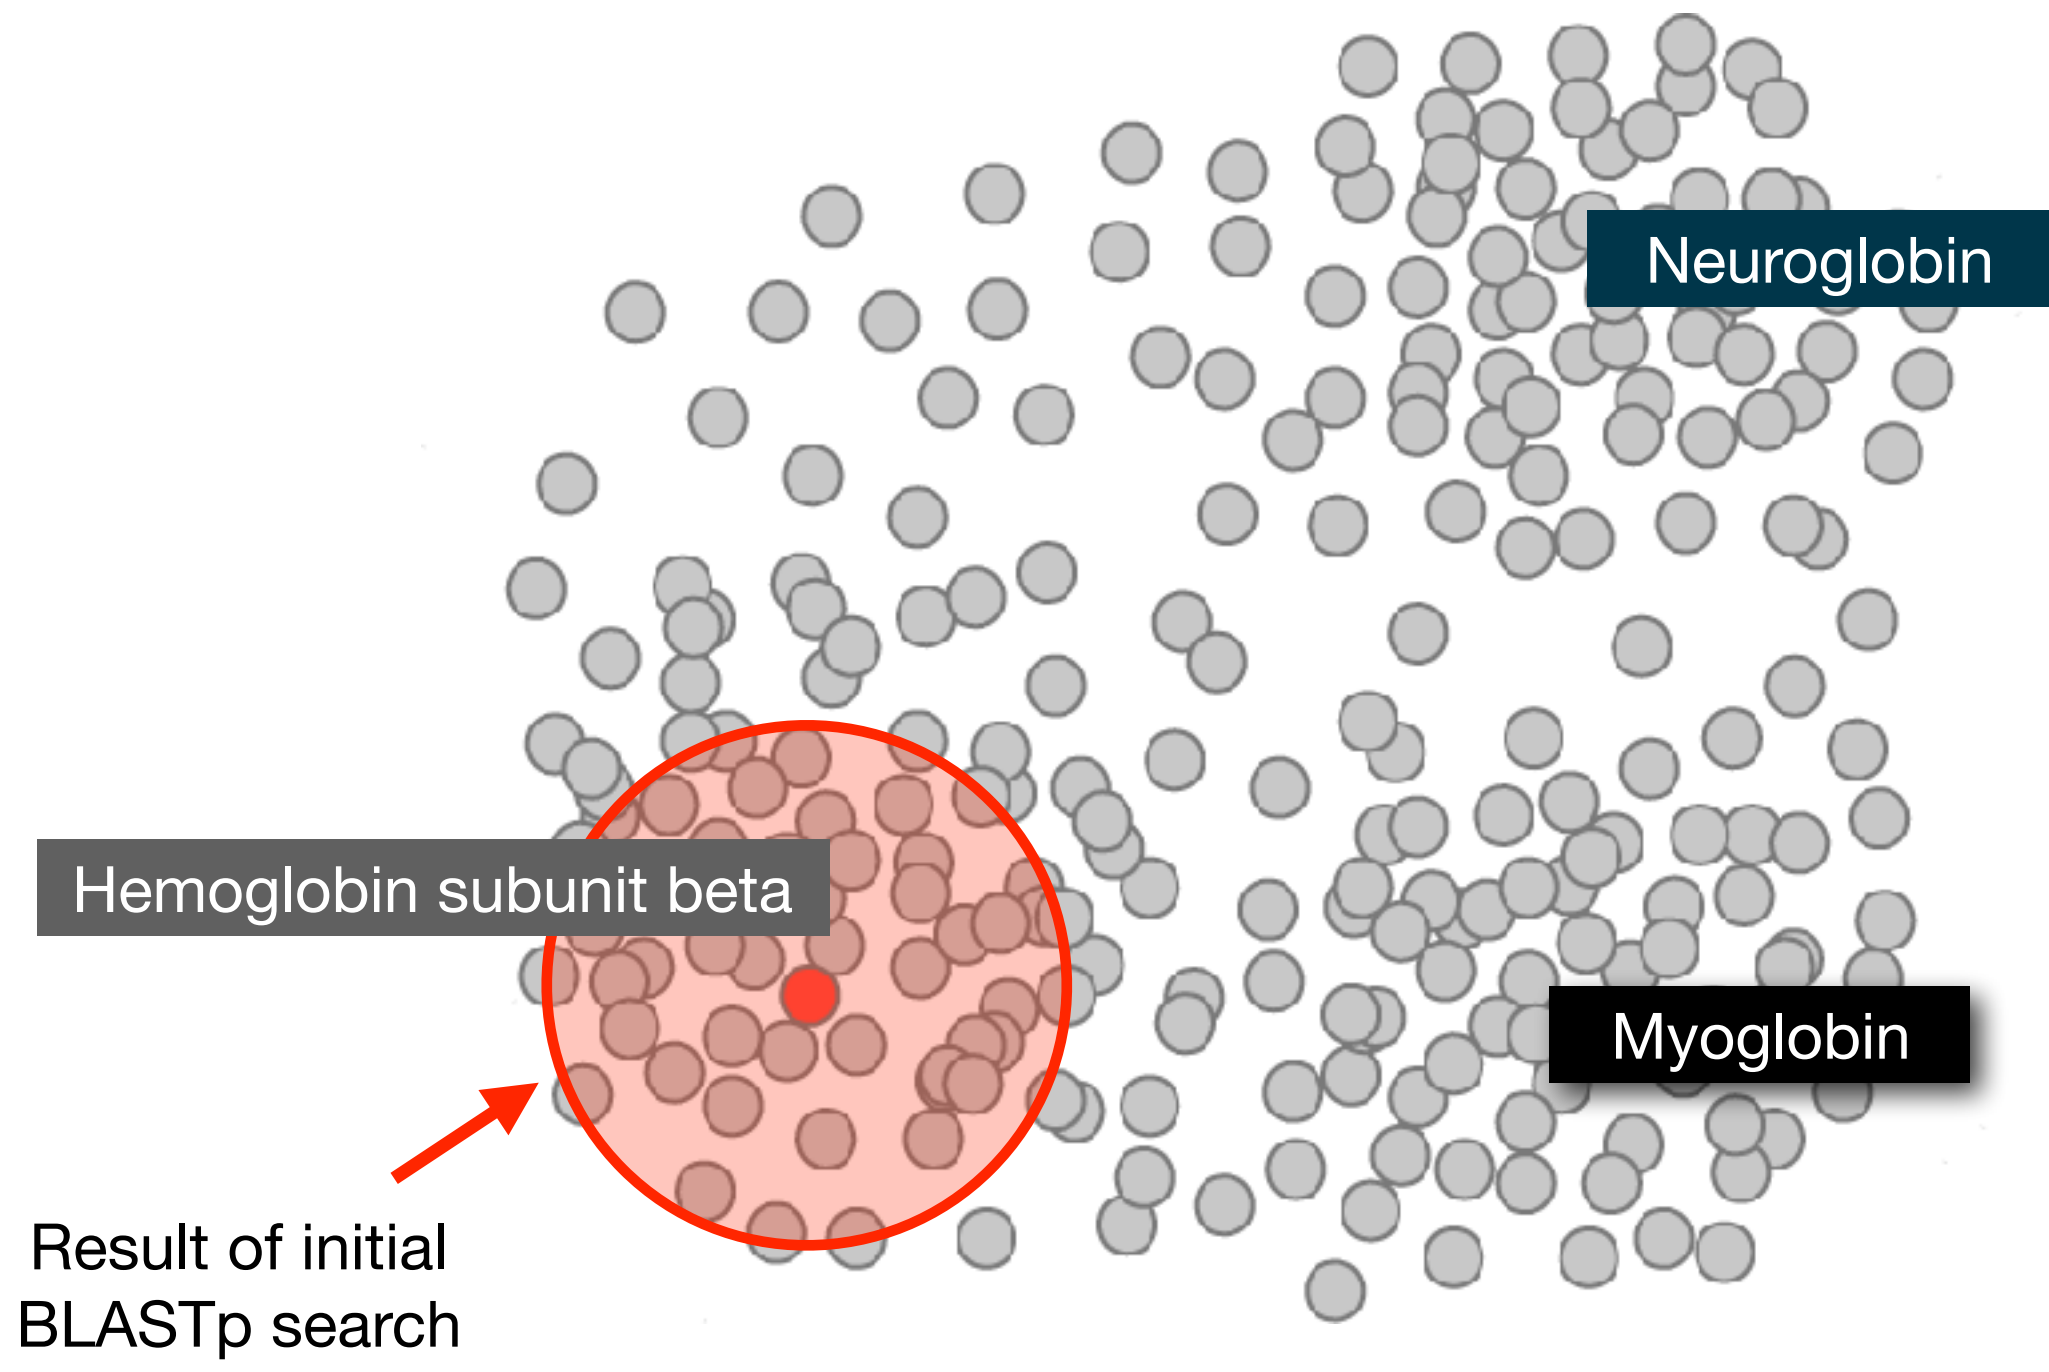 Neuroglobin
Hemoglobin subunit beta
Myoglobin
Result of initial
BLASTp search